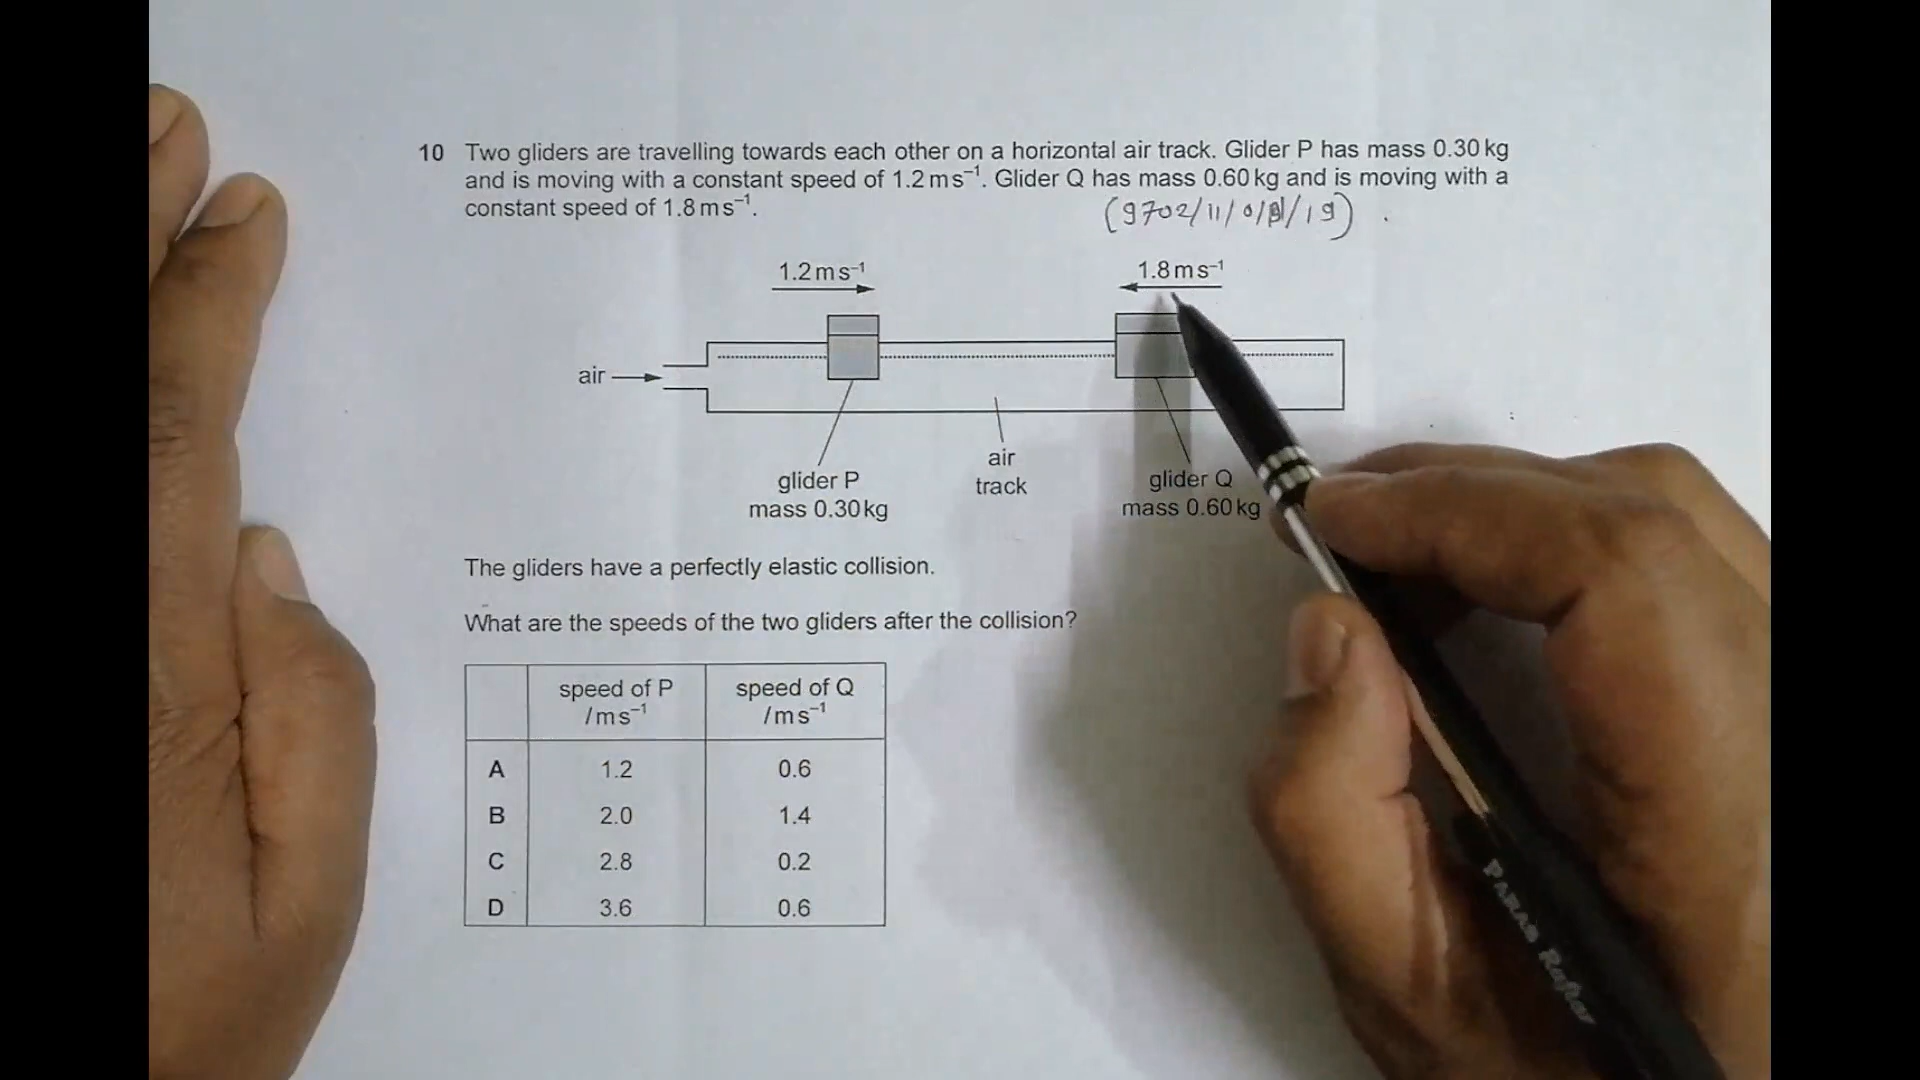 10 Two gliders are travelling towards each other on a horizontal air track. Glider P has mass 0.30 kg
and is moving with a constant speed of 1.2 m s⁻¹. Glider Q has mass 0.60 kg and is moving with a
constant speed of 1.8 m s⁻¹.
1.2 m s⁻¹
1.8 m s⁻¹
air
air
track
glider P
mass 0.30 kg
glider Q
mass 0.60 kg
The gliders have a perfectly elastic collision.
What are the speeds of the two gliders after the collision?
speed of P /m s⁻¹ speed of Q /m s⁻¹
A 1.2 0.6
B 2.0 1.4
C 2.8 0.2
D 3.6 0.6